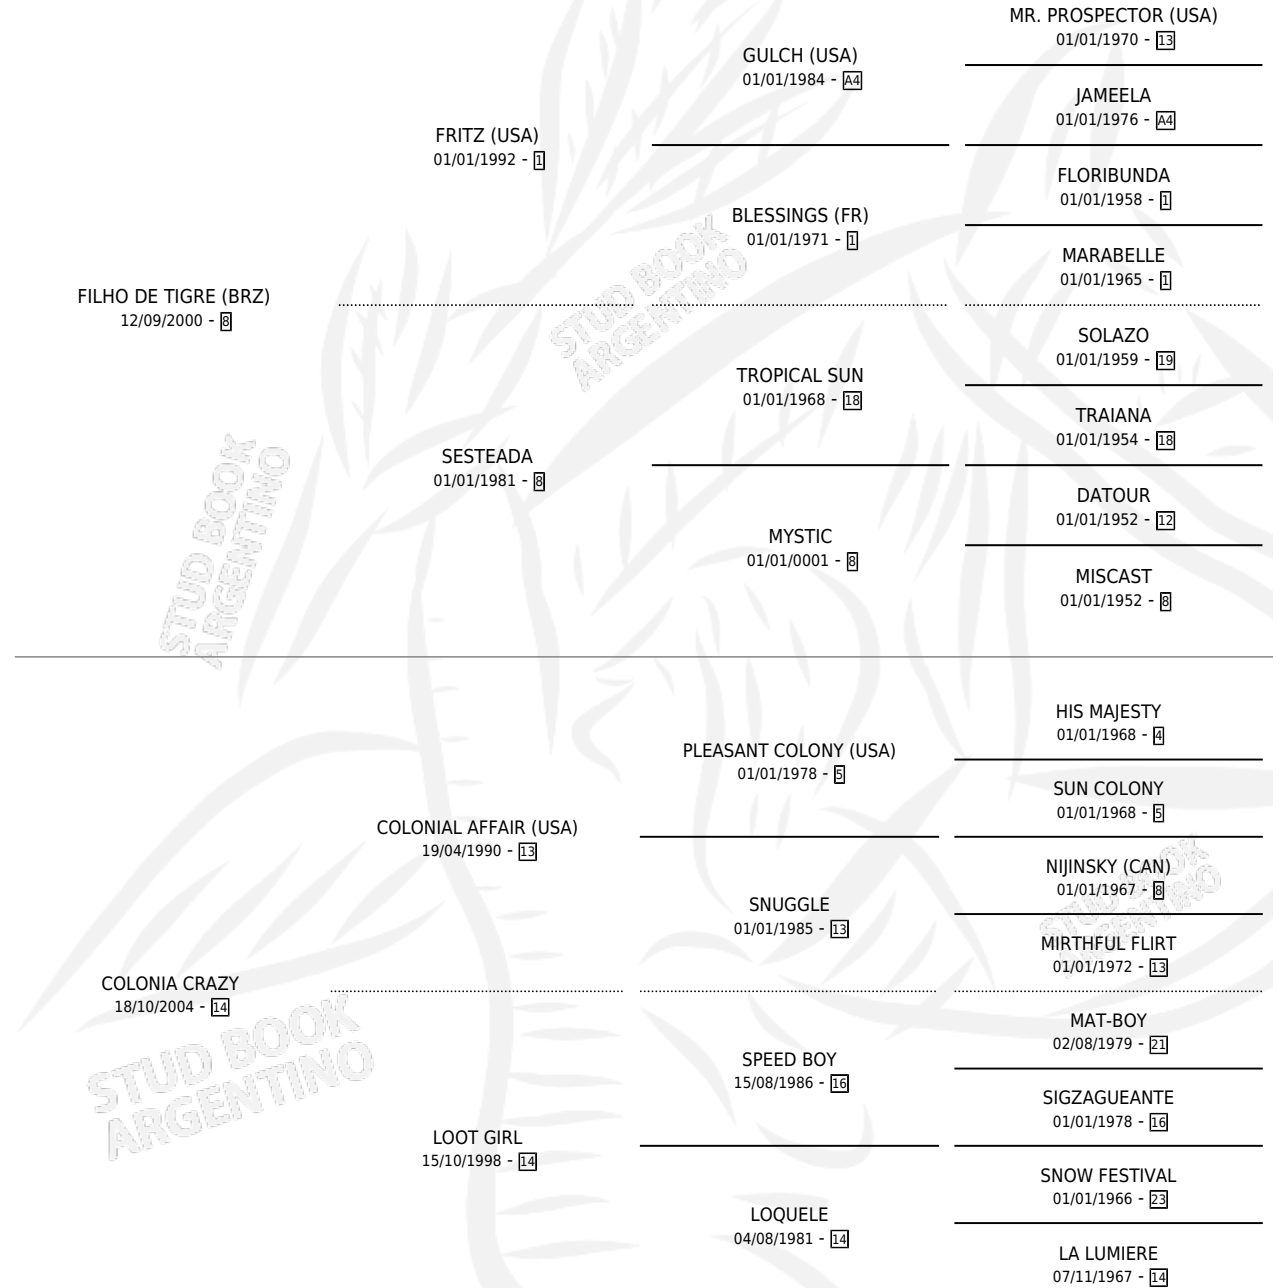 MR. PROSPECTOR (USA)
01/01/1970 - 13
GULCH (USA)
01/01/1984 - A4
JAMEELA
01/01/1976 - A4
FRITZ (USA)
01/01/1992 - 1
FLORIBUNDA
01/01/1958 - 1
BLESSINGS (FR)
01/01/1971 - 1
MARABELLE
01/01/1965 - 1
FILHO DE TIGRE (BRZ)
12/09/2000 - 8
SOLAZO
01/01/1959 - 19
TROPICAL SUN
01/01/1968 - 18
TRAIANA
01/01/1954 - 18
SESTEADA
01/01/1981 - 8
DATOUR
01/01/1952 - 12
MYSTIC
01/01/0001 - 8
MISCAST
01/01/1952 - 8
HIS MAJESTY
01/01/1968 - 4
PLEASANT COLONY (USA)
01/01/1978 - 5
SUN COLONY
01/01/1968 - 5
COLONIAL AFFAIR (USA)
19/04/1990 - 13
NIJINSKY (CAN)
01/01/1967 - 8
SNUGGLE
01/01/1985 - 13
MIRTHFUL FLIRT
01/01/1972 - 13
COLONIA CRAZY
18/10/2004 - 14
MAT-BOY
02/08/1979 - 21
SPEED BOY
15/08/1986 - 16
SIGZAGUEANTE
01/01/1978 - 16
LOOT GIRL
15/10/1998 - 14
SNOW FESTIVAL
01/01/1966 - 23
LOQUELE
04/08/1981 - 14
LA LUMIERE
07/11/1967 - 14
STUD BOOK
ARGENTINO
STUD BOOK
ARGENTINO
STUD BOOK
ARGENTINO
STUD BOOK
ARGENTINO